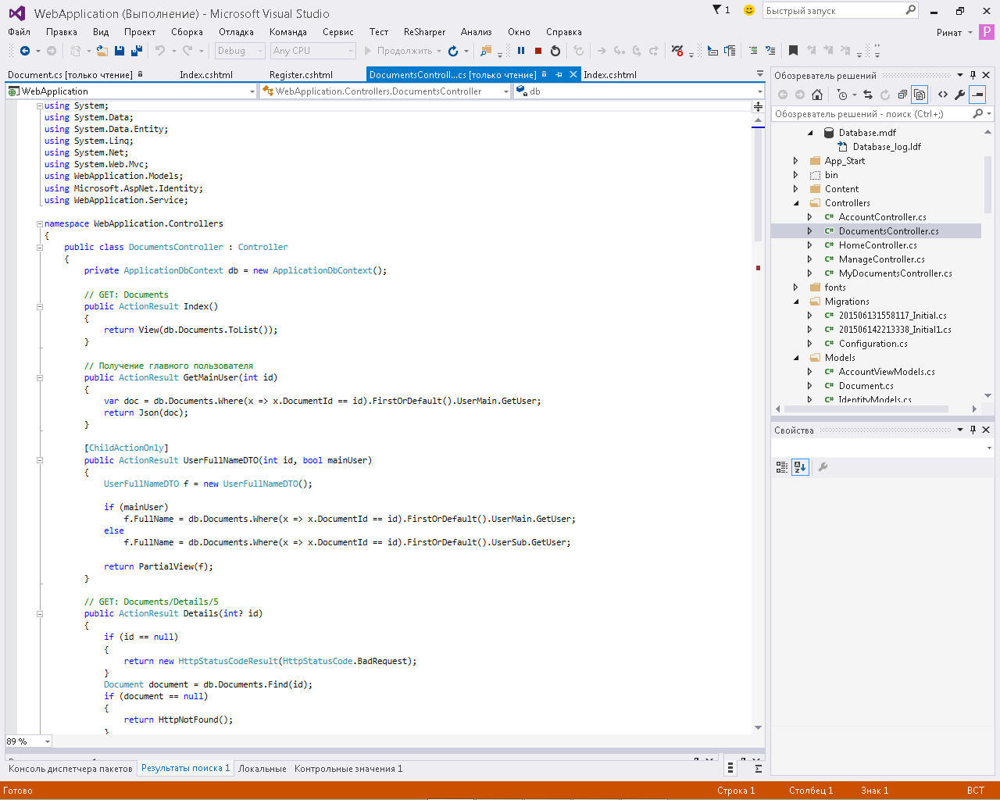 WebApplication (Выполнение) - Microsoft Visual Studio
1
Быстрый запуск
Файл Правка Вид Проект Сборка Отладка Команда Сервис Тест ReSharper Анализ Окно Справка
Ринат
P
Debug Any CPU Продолжить
Document.cs [только чтение] Index.cshtml Register.cshtml DocumentsControll...cs [только чтение] Index.cshtml
WebApplication WebApplication.Controllers.DocumentsController db
using System;
using System.Data;
using System.Data.Entity;
using System.Linq;
using System.Net;
using System.Web.Mvc;
using WebApplication.Models;
using Microsoft.AspNet.Identity;
using WebApplication.Service;
namespace WebApplication.Controllers
{
public class DocumentsController : Controller
{
private ApplicationDbContext db = new ApplicationDbContext();
// GET: Documents
public ActionResult Index()
{
return View(db.Documents.ToList());
}
// Получение главного пользователя
public ActionResult GetMainUser(int id)
{
var doc = db.Documents.Where(x => x.DocumentId == id).FirstOrDefault().UserMain.GetUser;
return Json(doc);
}
[ChildActionOnly]
public ActionResult UserFullNameDTO(int id, bool mainUser)
{
UserFullNameDTO f = new UserFullNameDTO();
if (mainUser)
f.FullName = db.Documents.Where(x => x.DocumentId == id).FirstOrDefault().UserMain.GetUser;
else
f.FullName = db.Documents.Where(x => x.DocumentId == id).FirstOrDefault().UserSub.GetUser;
return PartialView(f);
}
// GET: Documents/Details/5
public ActionResult Details(int? id)
{
if (id == null)
{
return new HttpStatusCodeResult(HttpStatusCode.BadRequest);
}
Document document = db.Documents.Find(id);
if (document == null)
{
return HttpNotFound();
}
89 %
Консоль диспетчера пакетов Результаты поиска 1 Локальные Контрольные значения 1
Обозреватель решений
Обозреватель решений - поиск (Ctrl+;)
Database.mdf
Database_log.ldf
App_Start
bin
Content
Controllers
C# AccountController.cs
C# DocumentsController.cs
C# HomeController.cs
C# ManageController.cs
C# MyDocumentsController.cs
fonts
Migrations
C# 201506131558117_Initial.cs
C# 201506142213338_Initial1.cs
C# Configuration.cs
Models
C# AccountViewModels.cs
C# Document.cs
C# IdentityModels.cs
Свойства
Готово Строка 1 Столбец 1 Знак 1 ВСТ